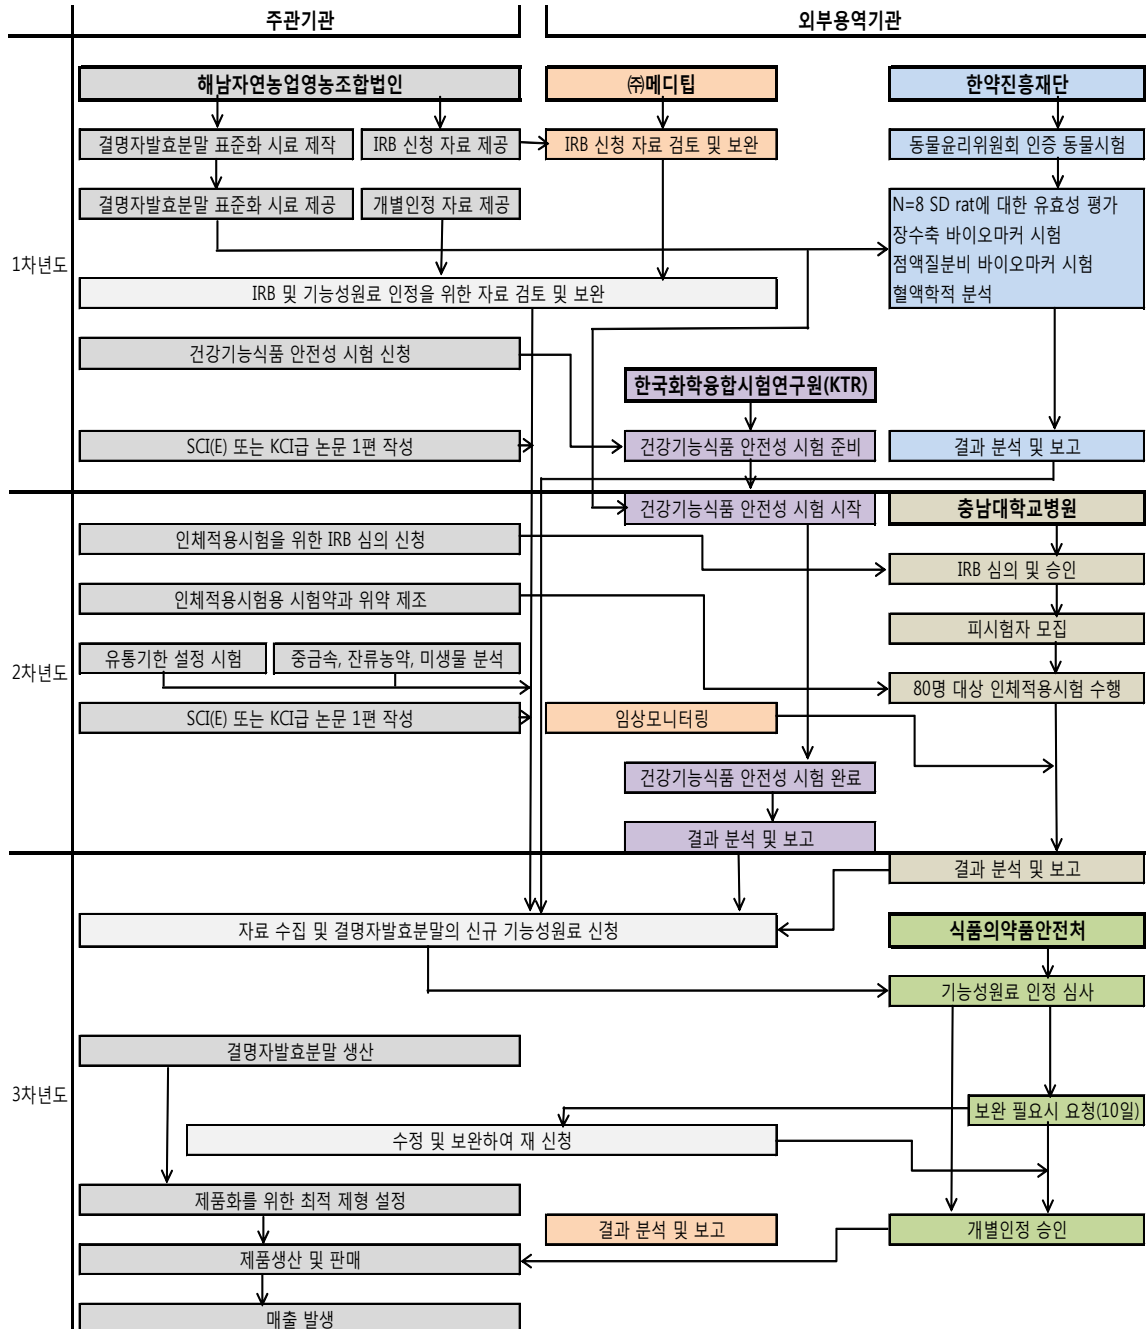 주관기관
외부용역기관
해남자연농업영농조합법인
㈜메디팁
한약진흥재단
결명자발효분말 표준화 시료 제작
IRB 신청 자료 제공
IRB 신청 자료 검토 및 보완
동물윤리위원회 인증 동물시험
결명자발효분말 표준화 시료 제공
개별인정 자료 제공
N=8 SD rat에 대한 유효성 평가
장수축 바이오마커 시험
점액질분비 바이오마커 시험
혈액학적 분석
1차년도
IRB 및 기능성원료 인정을 위한 자료 검토 및 보완
건강기능식품 안전성 시험 신청
한국화학융합시험연구원(KTR)
SCI(E) 또는 KCI급 논문 1편 작성
건강기능식품 안전성 시험 준비
결과 분석 및 보고
건강기능식품 안전성 시험 시작
충남대학교병원
인체적용시험을 위한 IRB 심의 신청
IRB 심의 및 승인
인체적용시험용 시험약과 위약 제조
피시험자 모집
2차년도
유통기한 설정 시험
중금속, 잔류농약, 미생물 분석
80명 대상 인체적용시험 수행
SCI(E) 또는 KCI급 논문 1편 작성
임상모니터링
건강기능식품 안전성 시험 완료
결과 분석 및 보고
결과 분석 및 보고
자료 수집 및 결명자발효분말의 신규 기능성원료 신청
식품의약품안전처
기능성원료 인정 심사
결명자발효분말 생산
3차년도
보완 필요시 요청(10일)
수정 및 보완하여 재 신청
제품화를 위한 최적 제형 설정
결과 분석 및 보고
개별인정 승인
제품생산 및 판매
매출 발생